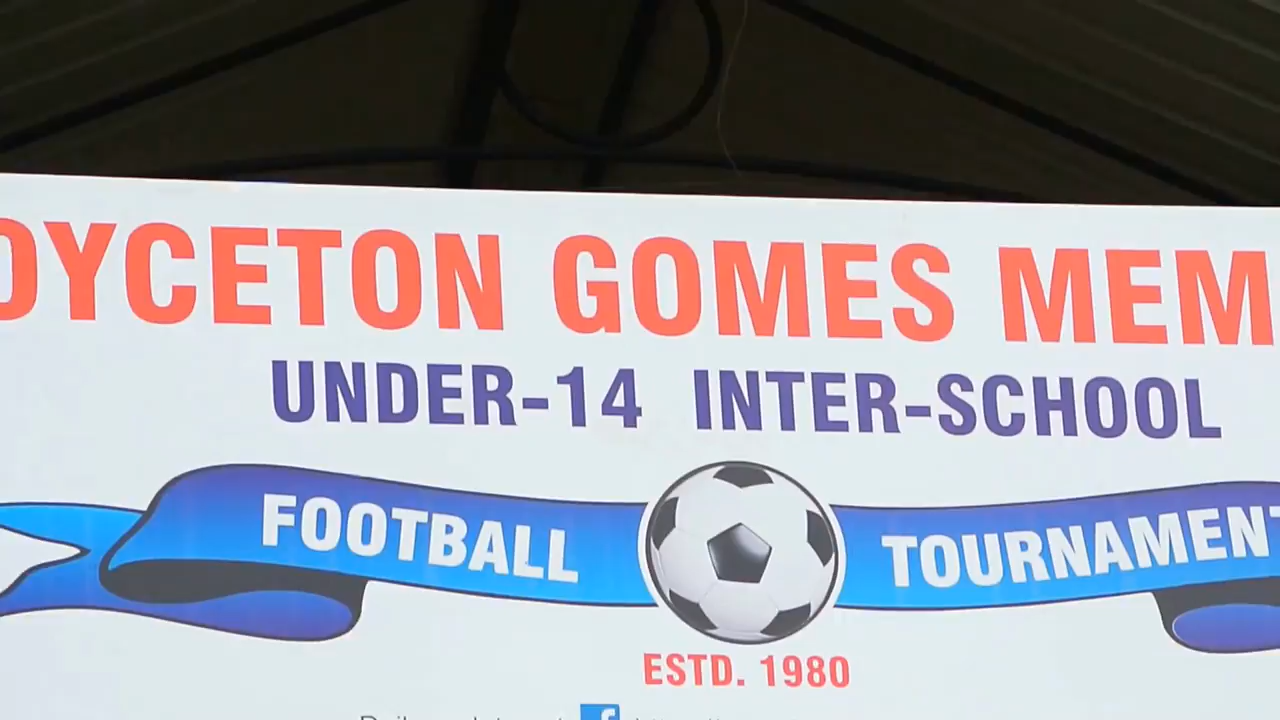 OYCETON GOMES MEM
UNDER-14 INTER-SCHOOL
FOOTBALL TOURNAMENT
ESTD. 1980